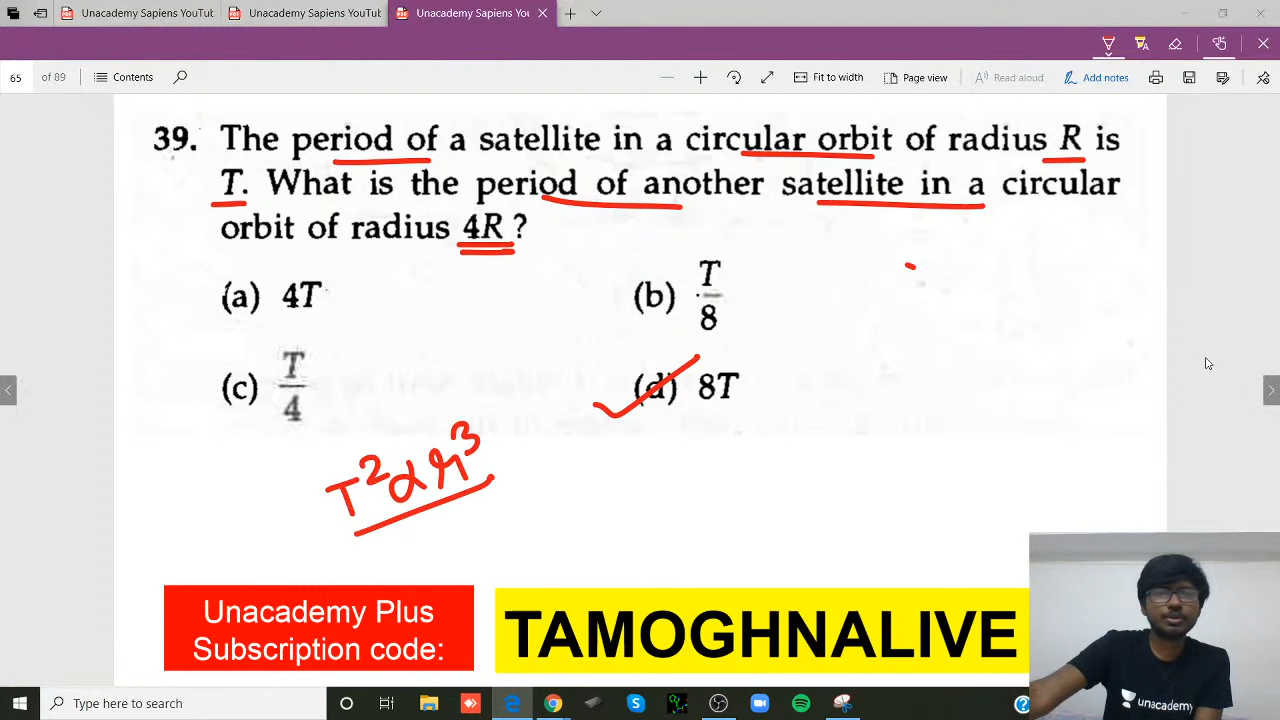 Unacademy Sapiens YouTut
Unacademy Sapiens YouTut
Unacademy Sapiens You
65 of 89 Contents Fit to width Page view Read aloud Add notes
39. The period of a satellite in a circular orbit of radius R is
T. What is the period of another satellite in a circular
orbit of radius 4R ?
(a) 4T
(b) T/8
(c) T/4
(d) 8T
T² α r³
Unacademy Plus
Subscription code:
TAMOGHNALIVE
unacademy
Type here to search